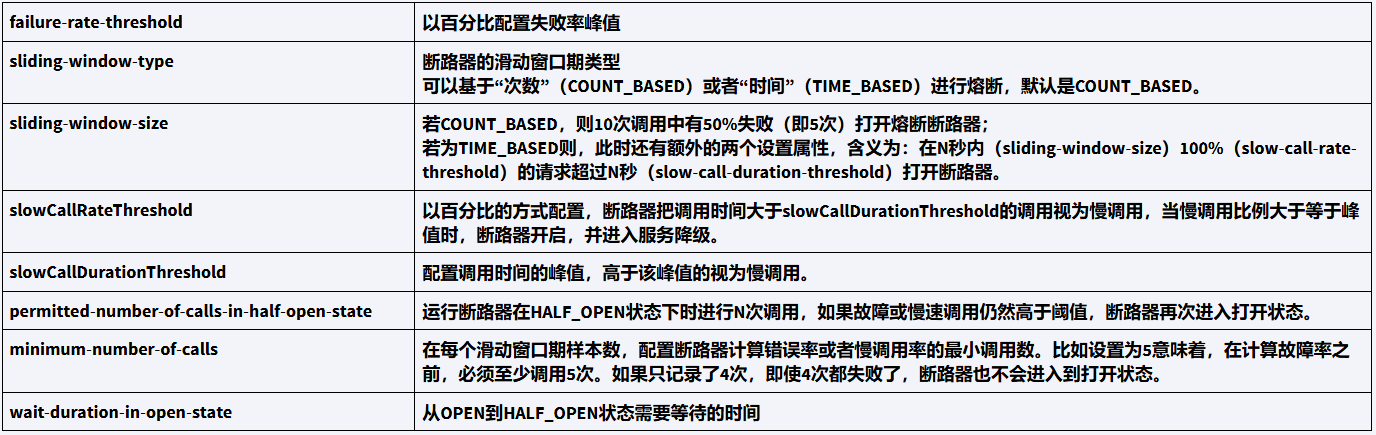 failure-rate-threshold
以百分比配置失败率峰值
sliding-window-type
断路器的滑动窗口期类型
可以基于“次数”（COUNT_BASED）或者“时间”（TIME_BASED）进行熔断，默认是COUNT_BASED。
sliding-window-size
若COUNT_BASED，则10次调用中有50%失败（即5次）打开熔断断路器；
若为TIME_BASED则，此时还有额外的两个设置属性，含义为：在N秒内（sliding-window-size）100%（slow-call-rate-
threshold）的请求超过N秒（slow-call-duration-threshold）打开断路器。
slowCallRateThreshold
以百分比的方式配置，断路器把调用时间大于slowCallDurationThreshold的调用视为慢调用，当慢调用比例大于等于峰
值时，断路器开启，并进入服务降级。
slowCallDurationThreshold
配置调用时间的峰值，高于该峰值的视为慢调用。
permitted-number-of-calls-in-half-open-state
运行断路器在HALF_OPEN状态下时进行N次调用，如果故障或慢速调用仍然高于阈值，断路器再次进入打开状态。
minimum-number-of-calls
在每个滑动窗口期样本数，配置断路器计算错误率或者慢调用率的最小调用数。比如设置为5意味着，在计算故障率之
前，必须至少调用5次。如果只记录了4次，即使4次都失败了，断路器也不会进入到打开状态。
wait-duration-in-open-state
从OPEN到HALF_OPEN状态需要等待的时间